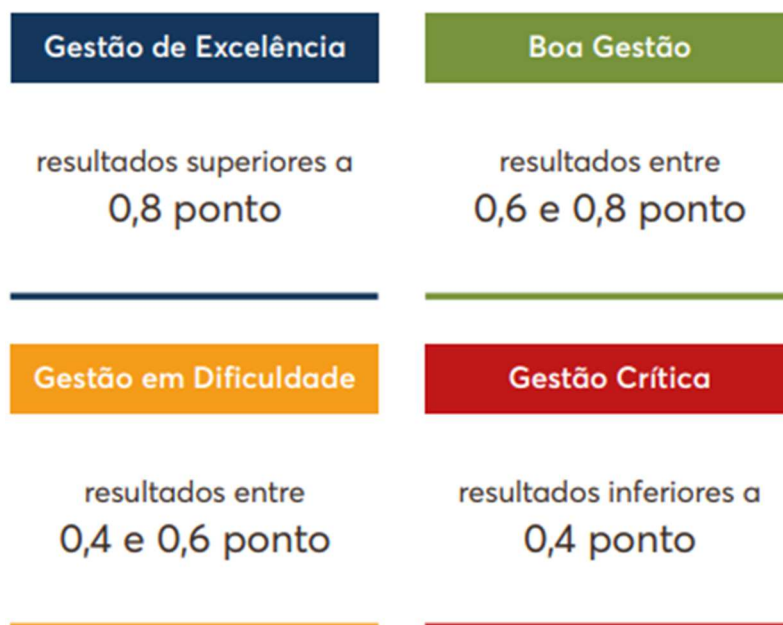 Gestão de Excelência
resultados superiores a
0,8 ponto
Boa Gestão
resultados entre
0,6 e 0,8 ponto
Gestão em Dificuldade
resultados entre
0,4 e 0,6 ponto
Gestão Crítica
resultados inferiores a
0,4 ponto